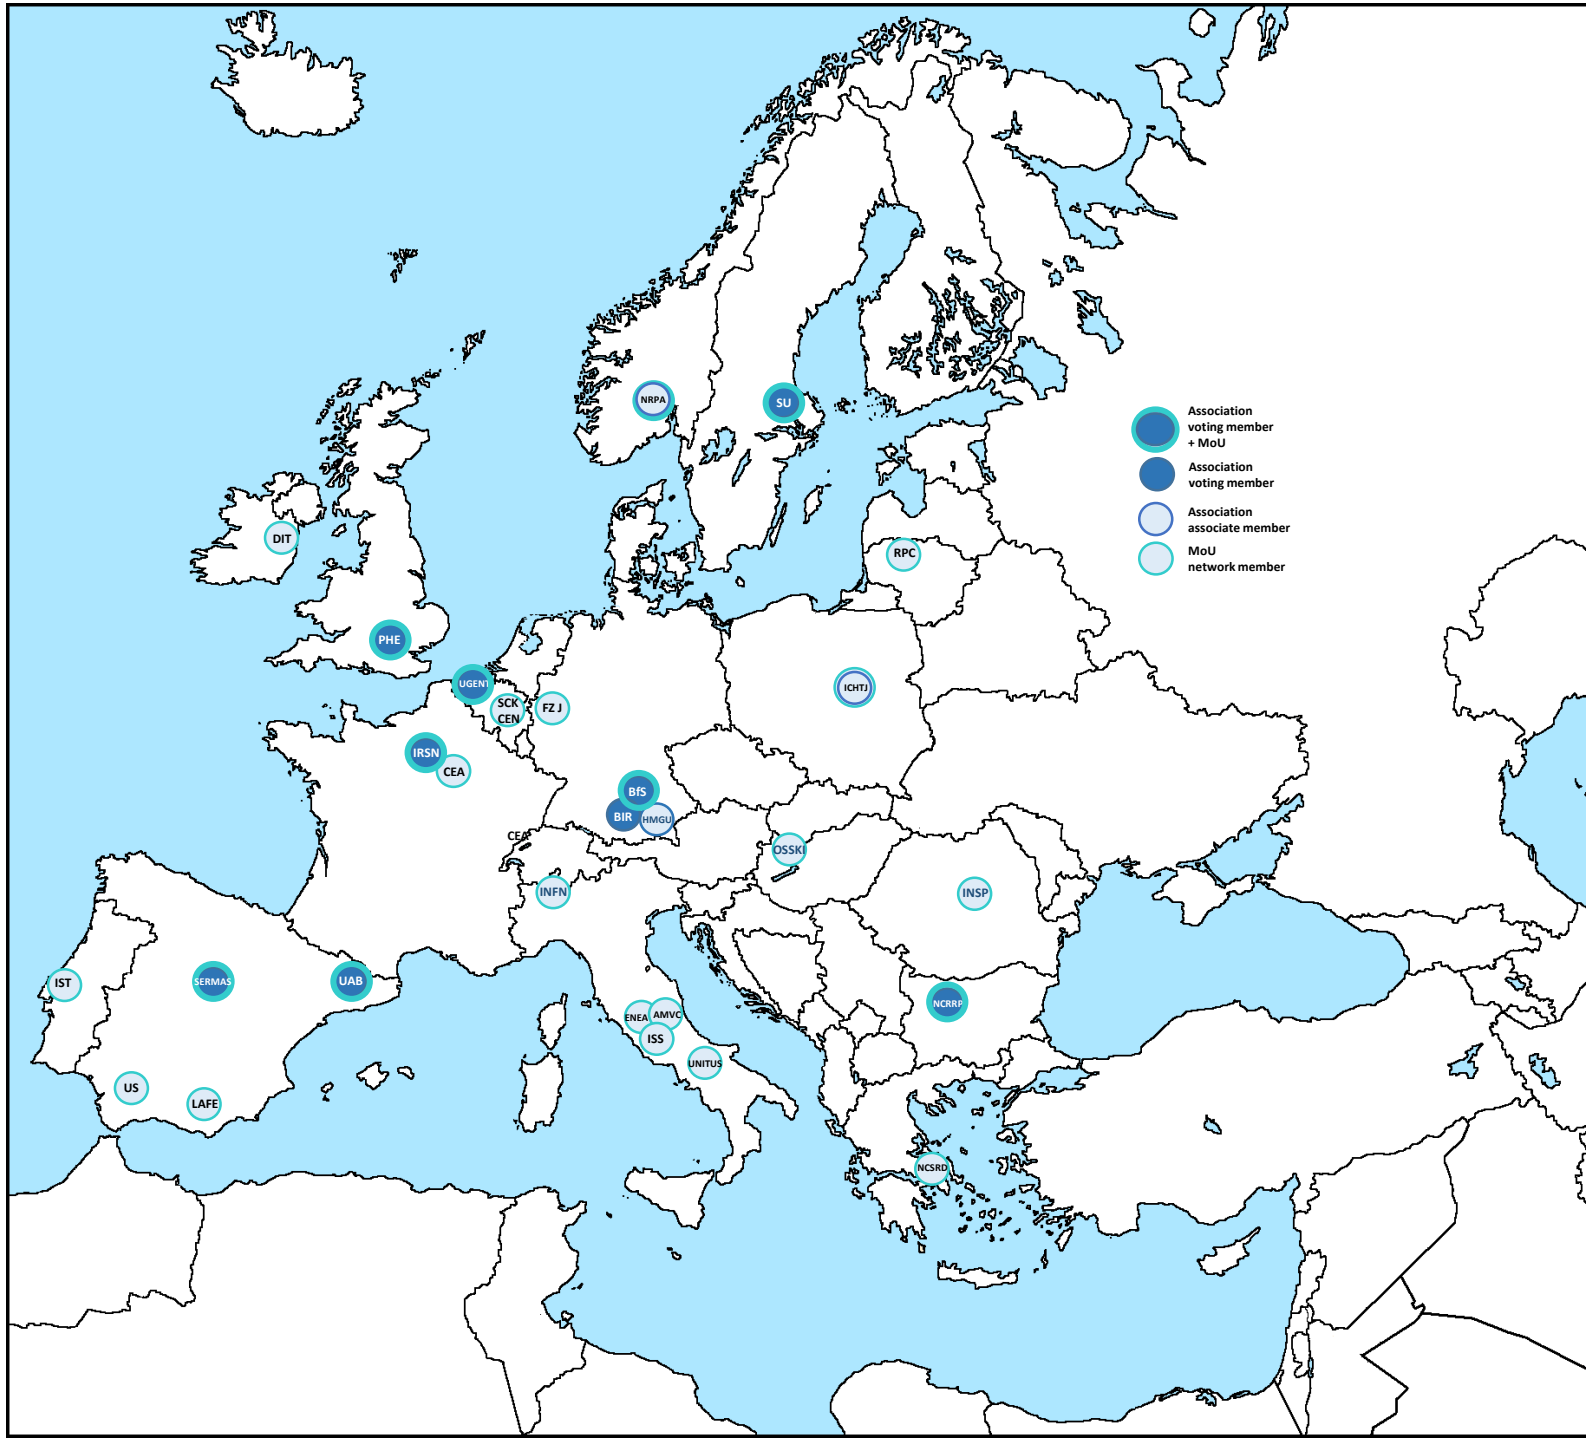 NRPA
SU
Association
voting member
+ MoU
Association
voting member
Association
associate member
MoU
network member
DIT
RPC
PHE
UGENT
SCK
CEN
FZ J
ICHTJ
IRSN
CEA
BfS
BIR
HMGU
CEA
OSSKI
INFN
INSP
IST
SERMAS
UAB
NCRRP
ENEA
AMVC
ISS
UNITUS
US
LAFE
NCSRD